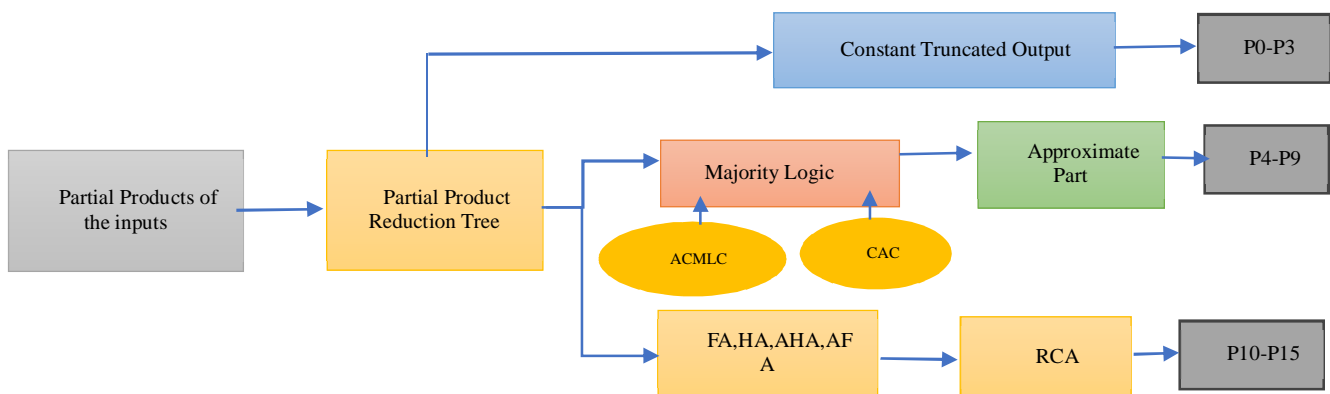 Constant Truncated Output
P0-P3
Partial Products of
the inputs
Partial Product
Reduction Tree
Majority Logic
Approximate
Part
P4-P9
ACMLC
CAC
FA,HA,AHA,AF
A
RCA
P10-P15